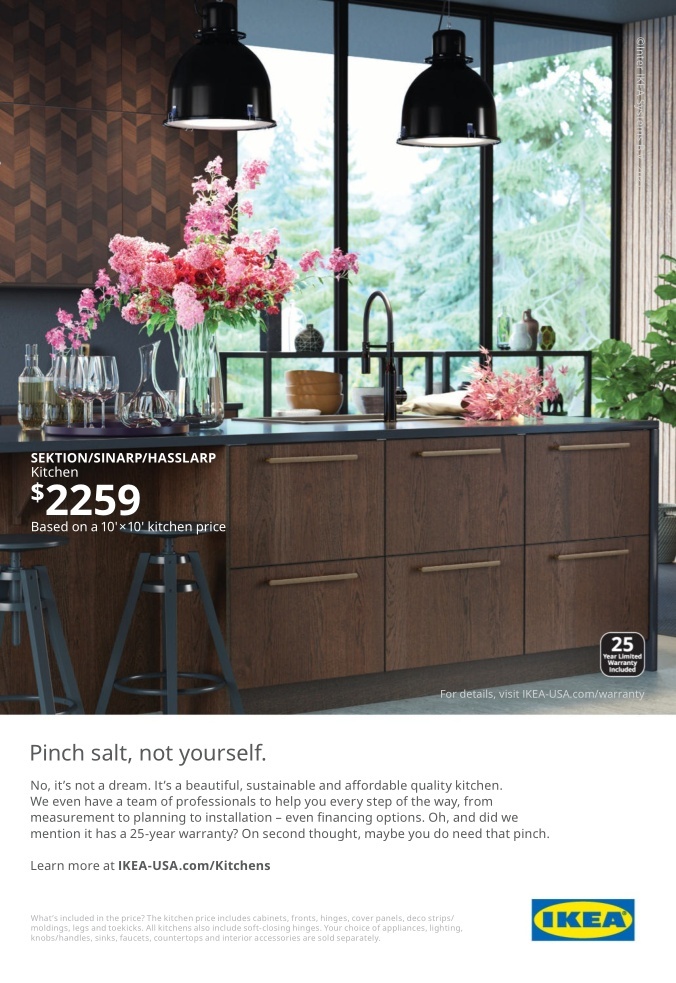 ©Inter IKEA Systems
SEKTION/SINARP/HASSLARP
Kitchen
$2259
Based on a 10'×10' kitchen price
25
Year Limited
Warranty
Included
For details, visit IKEA-USA.com/warranty
Pinch salt, not yourself.
No, it’s not a dream. It’s a beautiful, sustainable and affordable quality kitchen.
We even have a team of professionals to help you every step of the way, from
measurement to planning to installation – even financing options. Oh, and did we
mention it has a 25-year warranty? On second thought, maybe you do need that pinch.
Learn more at IKEA-USA.com/Kitchens
What's included in the price? The kitchen price includes cabinets, fronts, hinges, cover panels, deco strips/
moldings, legs and toekicks. All kitchens also include soft-closing hinges. Your choice of appliances, lighting,
knobs/handles, sinks, faucets, countertops and interior accessories are sold separately.
IKEA